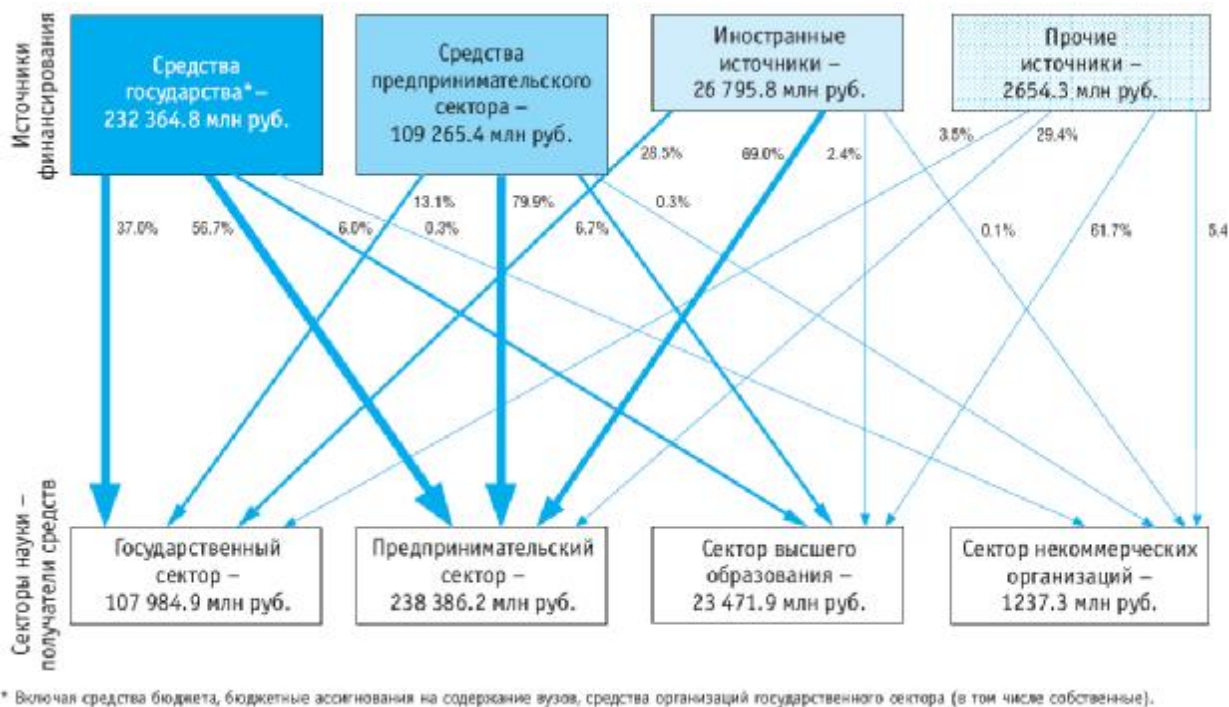 Источники
финансирования
Средства
государства* –
232 364.8 млн руб.
Средства
предпринимательского
сектора –
109 265.4 млн руб.
Иностранные
источники –
26 795.8 млн руб.
Прочие
источники –
2654.3 млн руб.
28.5%
69.0%
2.4%
3.5%
29.4%
13.1%
79.9%
0.3%
37.0%
56.7%
6.0%
0.3%
6.7%
0.1%
61.7%
5.4
Секторы науки –
получатели средств
Государственный
сектор –
107 984.9 млн руб.
Предпринимательский
сектор –
238 386.2 млн руб.
Сектор высшего
образования –
23 471.9 млн руб.
Сектор некоммерческих
организаций –
1237.3 млн руб.
* Включая средства бюджета, бюджетные ассигнования на содержание вузов, средства организаций государственного сектора (в том числе собственные).